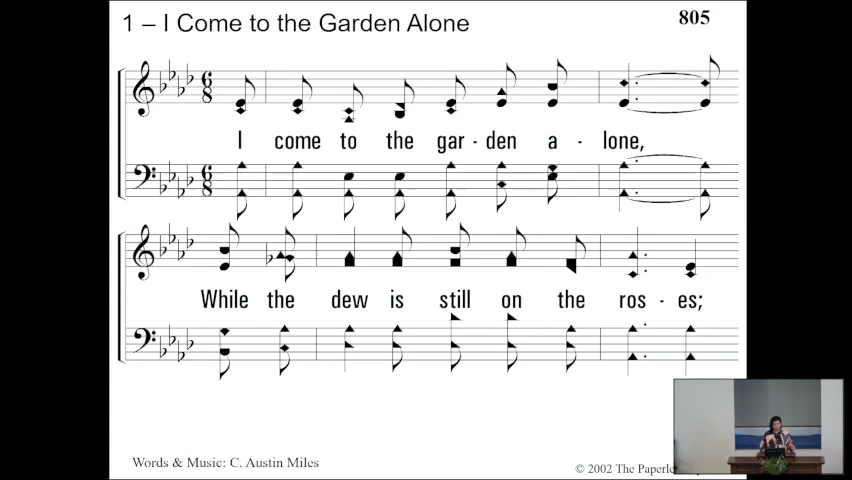 1 – I Come to the Garden Alone
805
I come to the gar - den a - lone,
While the dew is still on the ros - es;
Words & Music: C. Austin Miles
© 2002 The